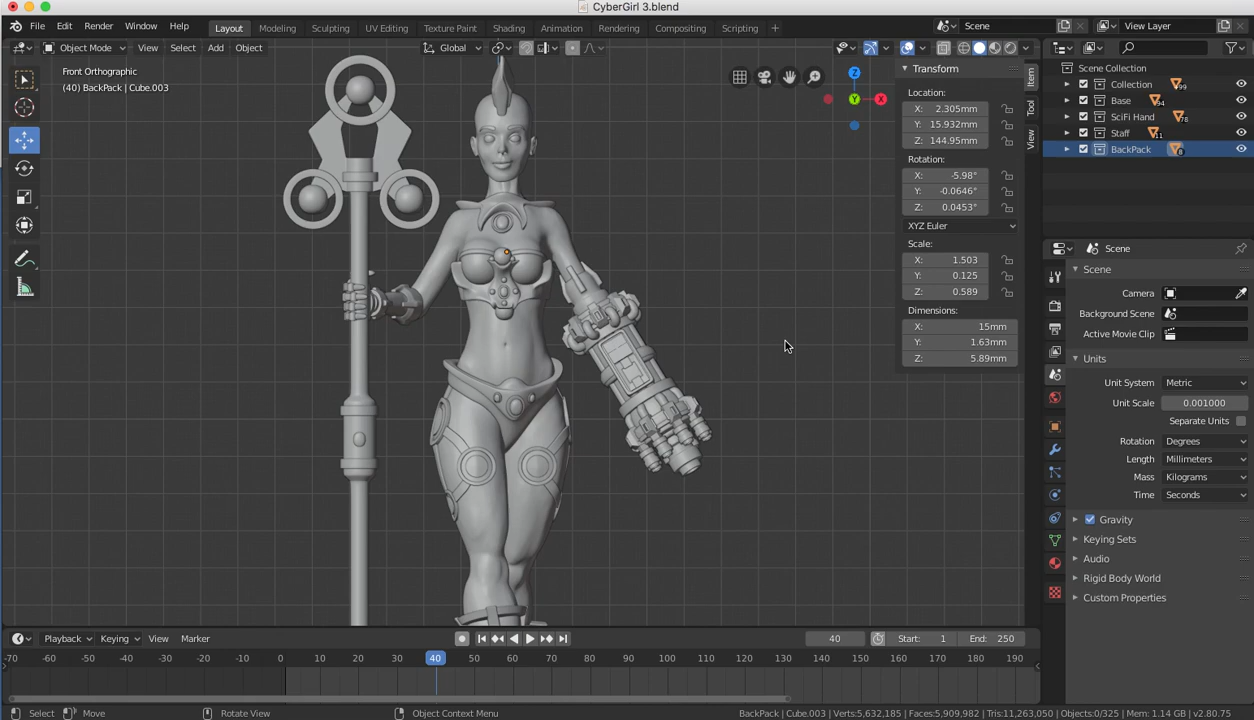 CyberGirl 3.blend
File Edit Render Window Help Layout Modeling Sculpting UV Editing Texture Paint Shading Animation Rendering Compositing Scripting + Scene View Layer
Object Mode View Select Add Object Global
Front Orthographic
(40) BackPack | Cube.003
Z
Y
X
Item
Tool
View
Transform
Location:
X: 2.305mm
Y: 15.932mm
Z: 144.95mm
Rotation:
X: -5.98°
Y: -0.0646°
Z: 0.0453°
XYZ Euler
Scale:
X: 1.503
Y: 0.125
Z: 0.589
Dimensions:
X: 15mm
Y: 1.63mm
Z: 5.89mm
Scene Collection
Collection 99
Base 94
SciFi Hand 78
Staff 11
BackPack 8
Scene
Scene
Camera
Background Scene
Active Movie Clip
Units
Unit System Metric
Unit Scale 0.001000
Separate Units
Rotation Degrees
Length Millimeters
Mass Kilograms
Time Seconds
Gravity
Keying Sets
Audio
Rigid Body World
Custom Properties
Playback Keying View Marker 40 Start: 1 End: 250
-70 -60 -50 -40 -30 -20 -10 0 10 20 30 40 50 60 70 80 90 100 110 120 130 140 150 160 170 180 190
Select Move Rotate View Object Context Menu BackPack | Cube.003 | Verts:5,632,185 | Faces:5,909,982 | Tris:11,263,050 | Objects:0/325 | Mem: 1.14 GB | v2.80.75